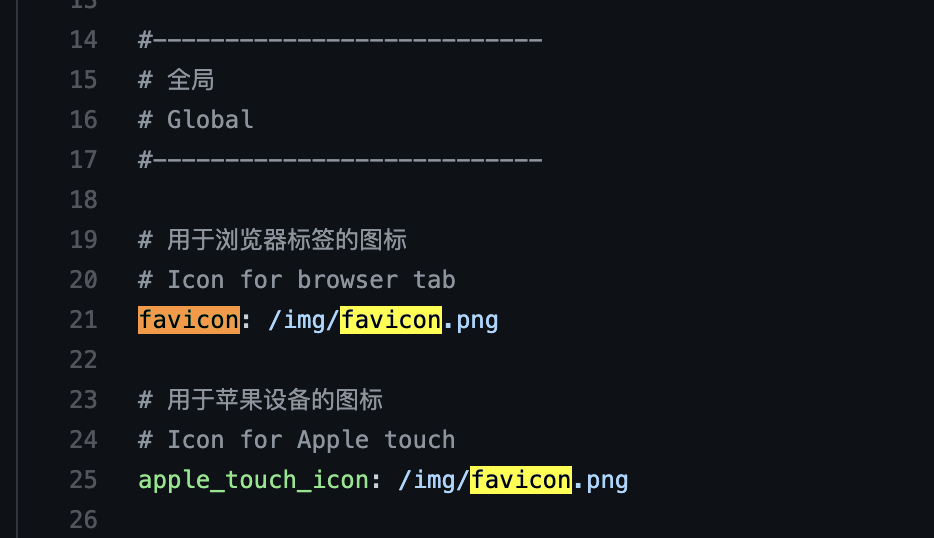 13
14 #---------------------------
15 # 全局
16 # Global
17 #---------------------------
18
19 # 用于浏览器标签的图标
20 # Icon for browser tab
21 favicon: /img/favicon.png
22
23 # 用于苹果设备的图标
24 # Icon for Apple touch
25 apple_touch_icon: /img/favicon.png
26